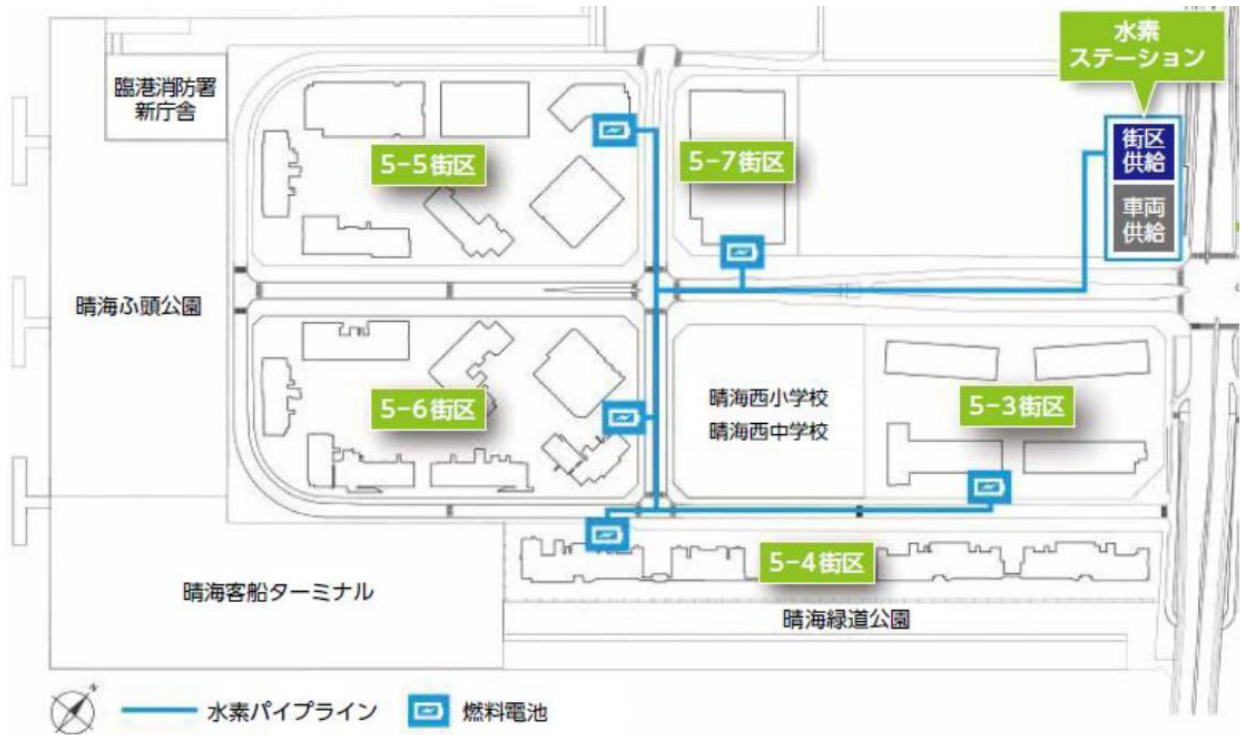 水素
ステーション
臨港消防署
新庁舎
街区
供給
5-5街区
5-7街区
車両
供給
晴海ふ頭公園
5-6街区
晴海西小学校
晴海西中学校
5-3街区
5-4街区
晴海客船ターミナル
晴海緑道公園
N
水素パイプライン
燃料電池